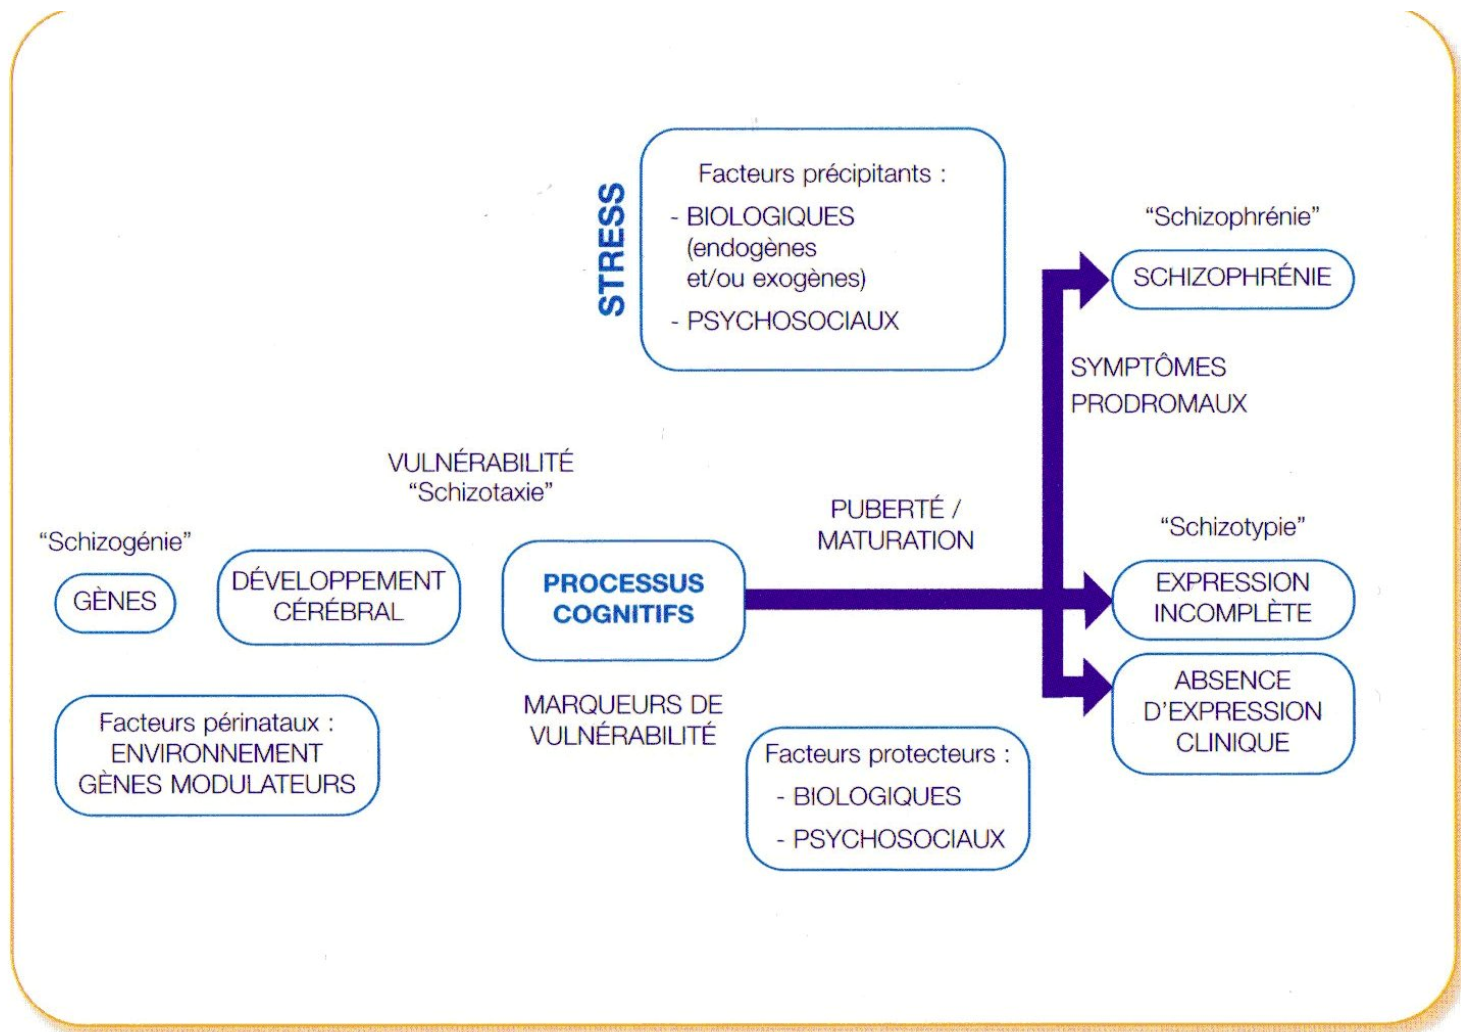 STRESS
Facteurs précipitants :
- BIOLOGIQUES
(endogènes
et/ou exogènes)
- PSYCHOSOCIAUX
“Schizophrénie”
SCHIZOPHRÉNIE
SYMPTÔMES
PRODROMAUX
VULNÉRABILITÉ
“Schizotaxie”
“Schizogénie”
GÈNES
DÉVELOPPEMENT
CÉRÉBRAL
PROCESSUS
COGNITIFS
PUBERTÉ /
MATURATION
“Schizotypie”
EXPRESSION
INCOMPLÈTE
ABSENCE
D’EXPRESSION
CLINIQUE
Facteurs périnataux :
ENVIRONNEMENT
GÈNES MODULATEURS
MARQUEURS DE
VULNÉRABILITÉ
Facteurs protecteurs :
- BIOLOGIQUES
- PSYCHOSOCIAUX